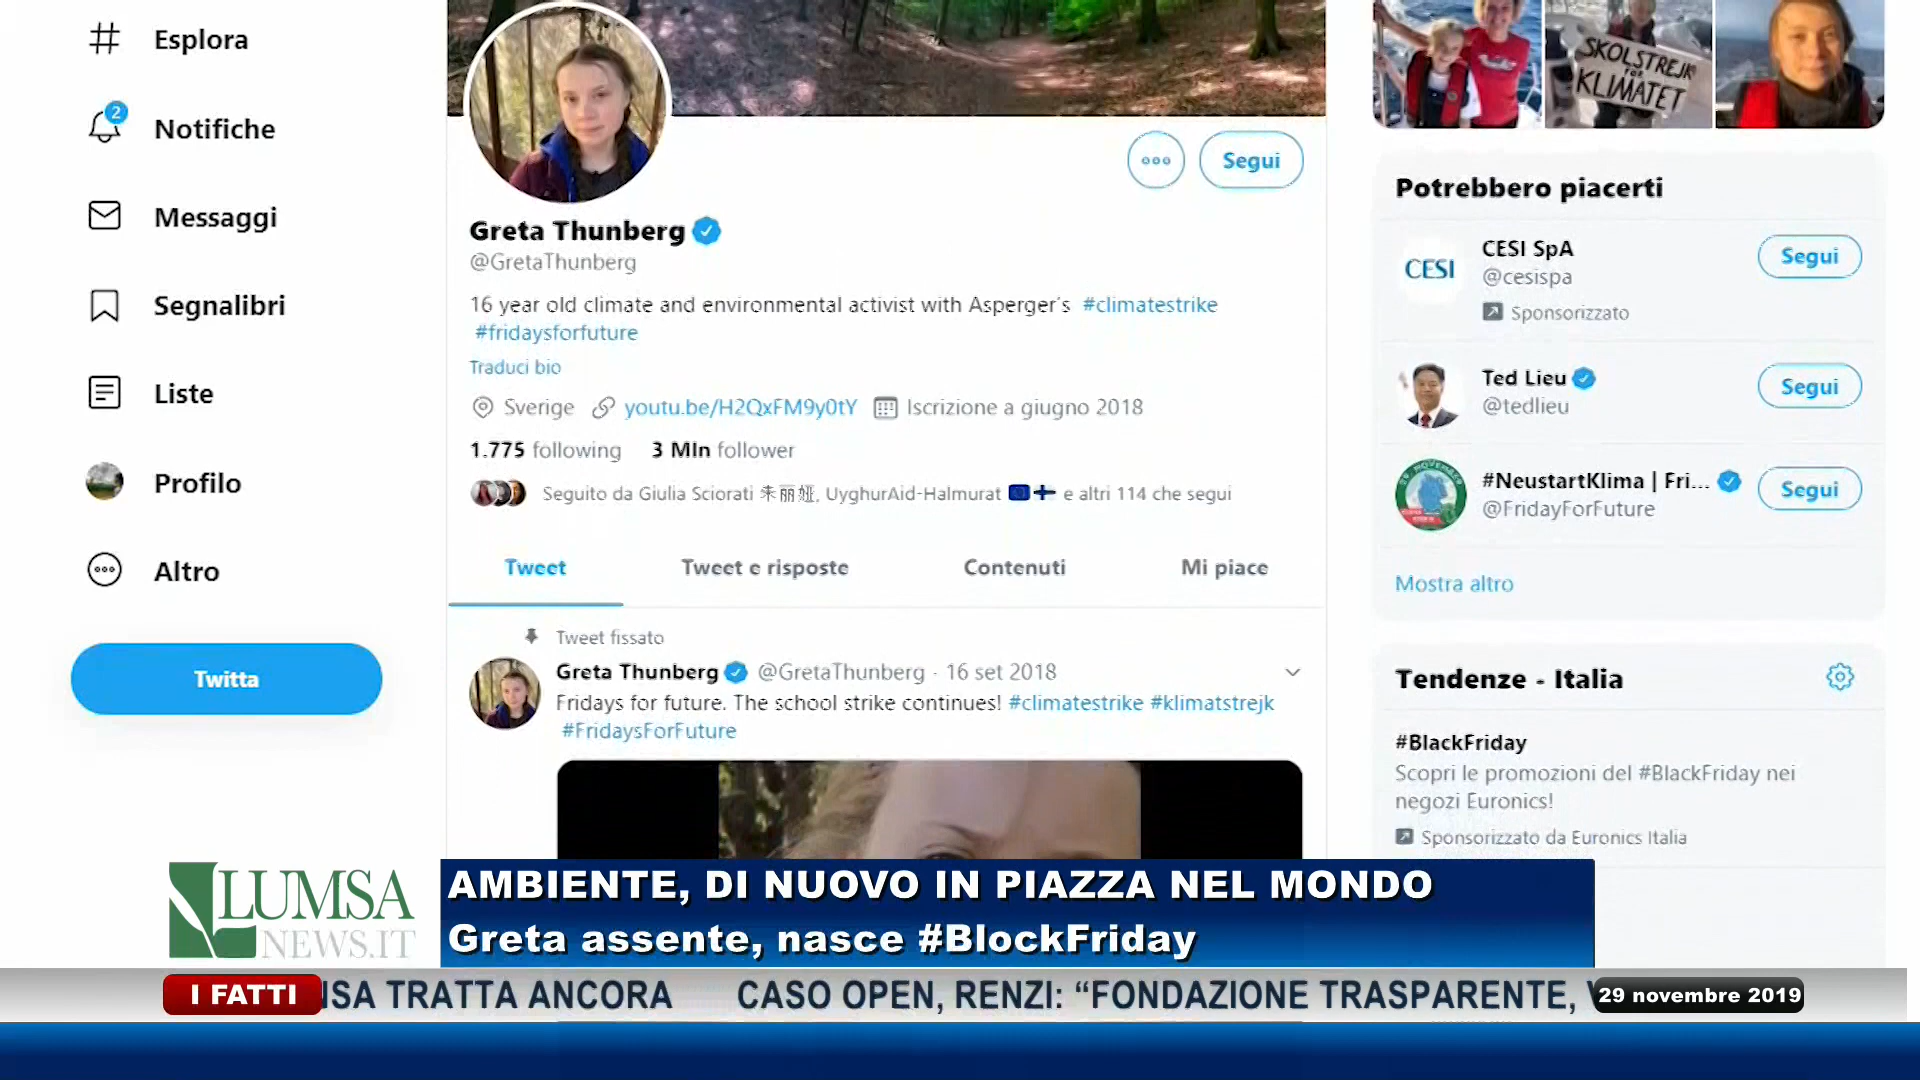 Esplora
2
Notifiche
Messaggi
Segnalibri
Liste
Profilo
Altro
Twitta
Segui
Greta Thunberg
@GretaThunberg
16 year old climate and environmental activist with Asperger's #climatestrike
#fridaysforfuture
Traduci bio
Sverige youtu.be/H2QxFM9y0tY Iscrizione a giugno 2018
1.775 following 3 Mln follower
Seguito da Giulia Sciorati 朱丽娅, UyghurAid-Halmurat e altri 114 che segui
Tweet Tweet e risposte Contenuti Mi piace
Tweet fissato
Greta Thunberg @GretaThunberg · 16 set 2018
Fridays for future. The school strike continues! #climatestrike #klimatstrejk
#FridaysForFuture
SKOLSTREJK
FOR
KLIMATET
Potrebbero piacerti
CESI
CESI SpA
@cesispa
Sponsorizzato
Segui
Ted Lieu
@tedlieu
Segui
#NeustartKlima | Fri...
@FridayForFuture
Segui
Mostra altro
Tendenze - Italia
#BlackFriday
Scopri le promozioni del #BlackFriday nei
negozi Euronics!
Sponsorizzato da Euronics Italia
LUMSA
NEWS.IT
AMBIENTE, DI NUOVO IN PIAZZA NEL MONDO
Greta assente, nasce #BlockFriday
I FATTI
NSA TRATTA ANCORA CASO OPEN, RENZI: “FONDAZIONE TRASPARENTE,
29 novembre 2019